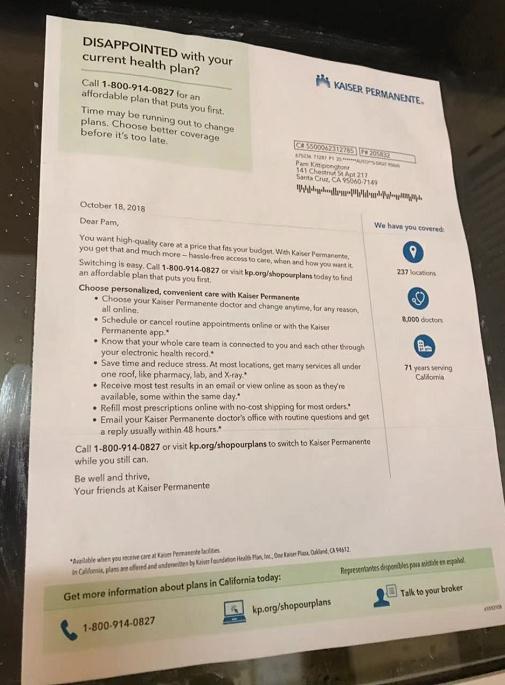 DISAPPOINTED with your
current health plan?
Call 1-800-914-0827 for an
affordable plan that puts you first.
Time may be running out to change
plans. Choose better coverage
before it's too late.
KAISER PERMANENTE®
C# 5500062312785 P# 205832
Pam Kittipongtorr
141 Chestnut St Apt 217
Santa Cruz, CA 95060-7149
October 18, 2018
Dear Pam,
You want high-quality care at a price that fits your budget. With Kaiser Permanente,
you get that and much more – hassle-free access to care, when and how you want it.
Switching is easy. Call 1-800-914-0827 or visit kp.org/shopourplans today to find
an affordable plan that puts you first.
Choose personalized, convenient care with Kaiser Permanente
• Choose your Kaiser Permanente doctor and change anytime, for any reason,
all online.
• Schedule or cancel routine appointments online or with the Kaiser
Permanente app.*
• Know that your whole care team is connected to you and each other through
your electronic health record.*
• Save time and reduce stress. At most locations, get many services all under
one roof, like pharmacy, lab, and X-ray.*
• Receive most test results in an email or view online as soon as they're
available, some within the same day.*
• Refill most prescriptions online with no-cost shipping for most orders.*
• Email your Kaiser Permanente doctor's office with routine questions and get
a reply usually within 48 hours.*
Call 1-800-914-0827 or visit kp.org/shopourplans to switch to Kaiser Permanente
while you still can.
Be well and thrive,
Your friends at Kaiser Permanente
We have you covered:
237 locations
8,000 doctors
71 years serving
California
*Available when you receive care at Kaiser Permanente facilities.
In California, plans are offered and underwritten by Kaiser Foundation Health Plan, Inc., One Kaiser Plaza, Oakland, CA 94612.
Get more information about plans in California today:
Representantes disponibles para asistirle en español.
1-800-914-0827
kp.org/shopourplans
Talk to your broker